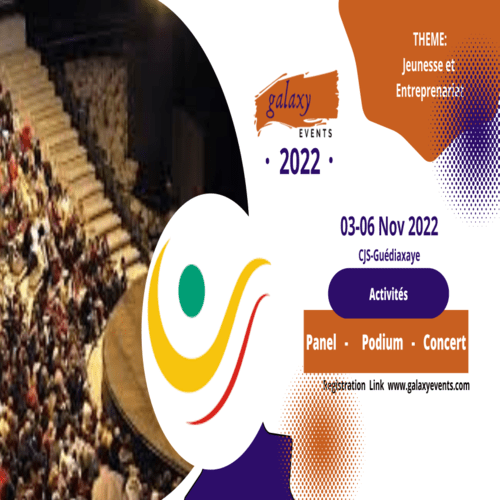 THEME:
Jeunesse et
Entreprenariat
galaxy
EVENTS
• 2022 •
03-06 Nov 2022
CJS-Guédiaxaye
Activités
Panel - Podium - Concert
Registration Link www.galaxyevents.com